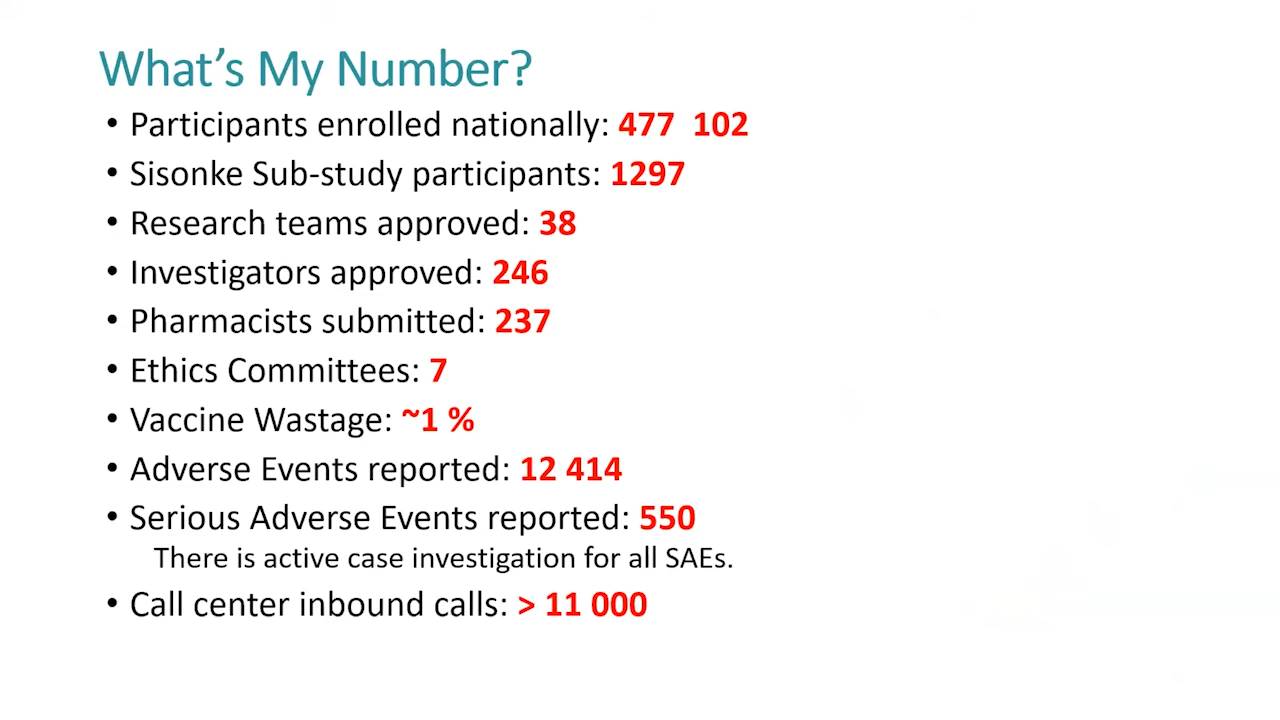 What's My Number?
• Participants enrolled nationally: 477  102
• Sisonke Sub-study participants: 1297
• Research teams approved: 38
• Investigators approved: 246
• Pharmacists submitted: 237
• Ethics Committees: 7
• Vaccine Wastage: ~1 %
• Adverse Events reported: 12 414
• Serious Adverse Events reported: 550
There is active case investigation for all SAEs.
• Call center inbound calls: > 11 000